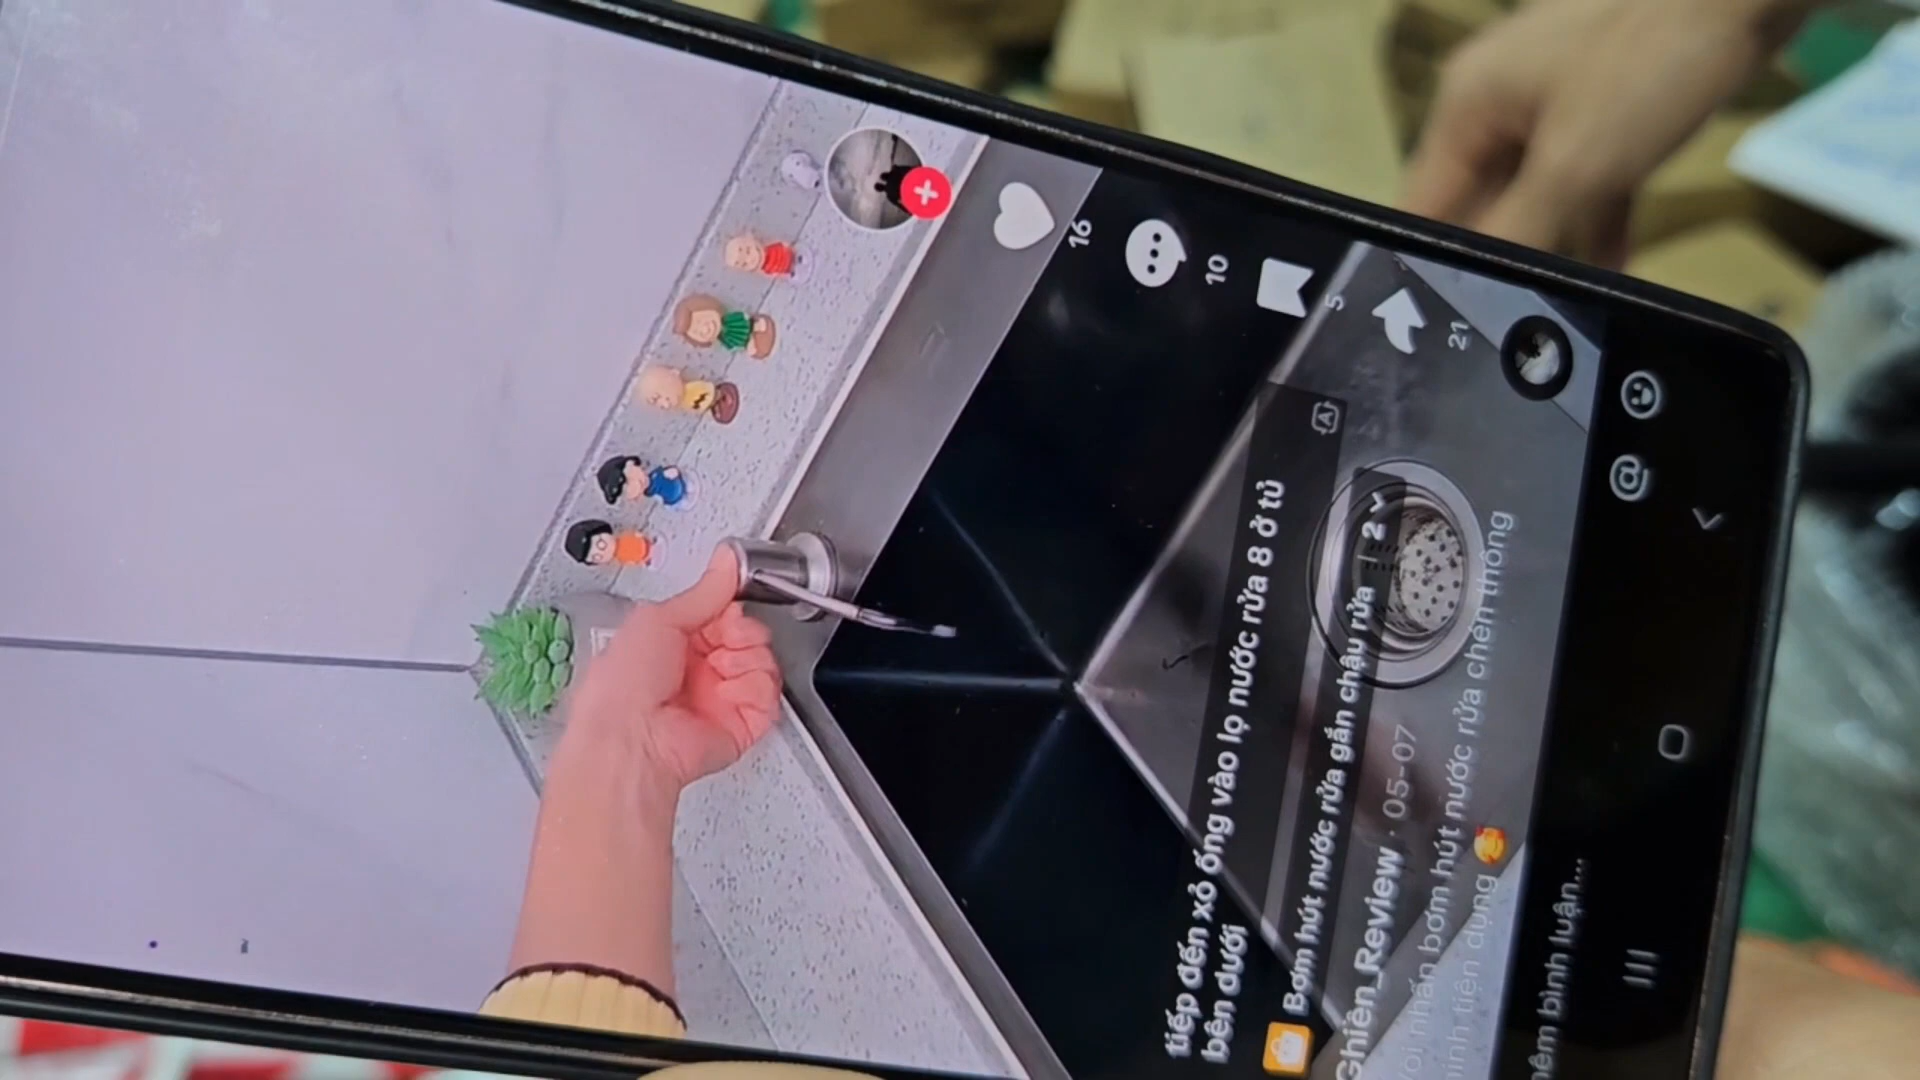 16
10
5
21
tiếp đến xỏ ống vào lọ nước rửa 8 ở tủ
bên dưới
Bơm hút nước rửa gắn chậu rửa | 2
Ghiền_Review · 05-07
Vòi nhấn bơm hút nước rửa chén thông
minh tiện dụng
Thêm bình luận...
@